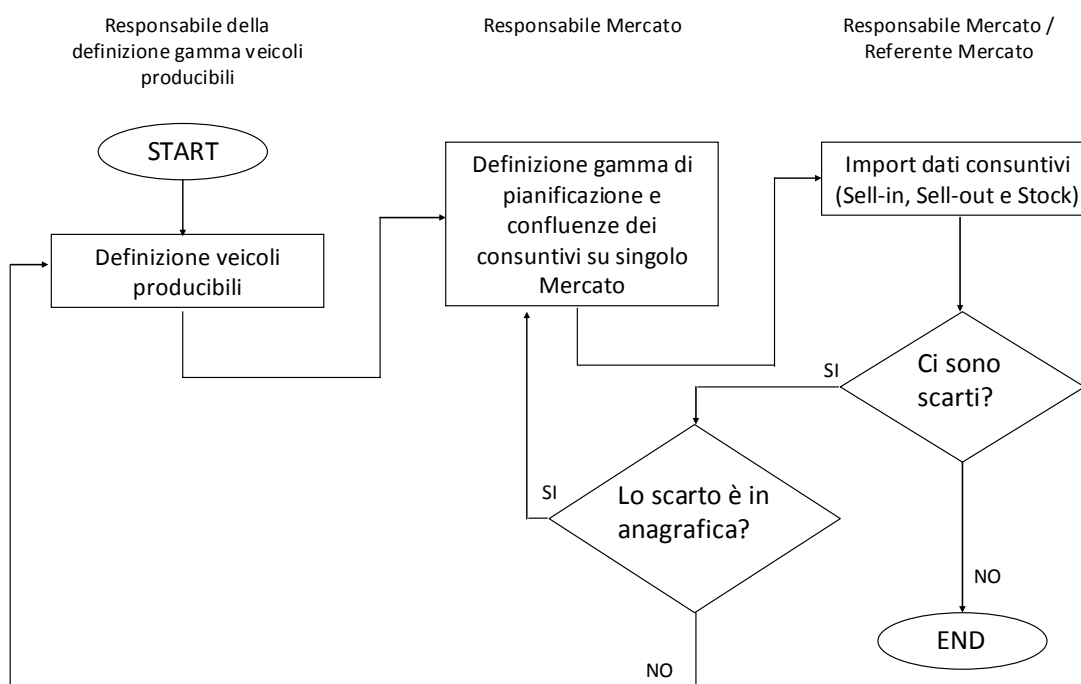 Responsabile della
definizione gamma veicoli
producibili
Responsabile Mercato
Responsabile Mercato /
Referente Mercato
START
Definizione veicoli
producibili
Definizione gamma di
pianificazione e
confluenze dei
consuntivi su singolo
Mercato
Import dati consuntivi
(Sell-in, Sell-out e Stock)
Ci sono
scarti?
SI
Lo scarto è in
anagrafica?
SI
NO
NO
END